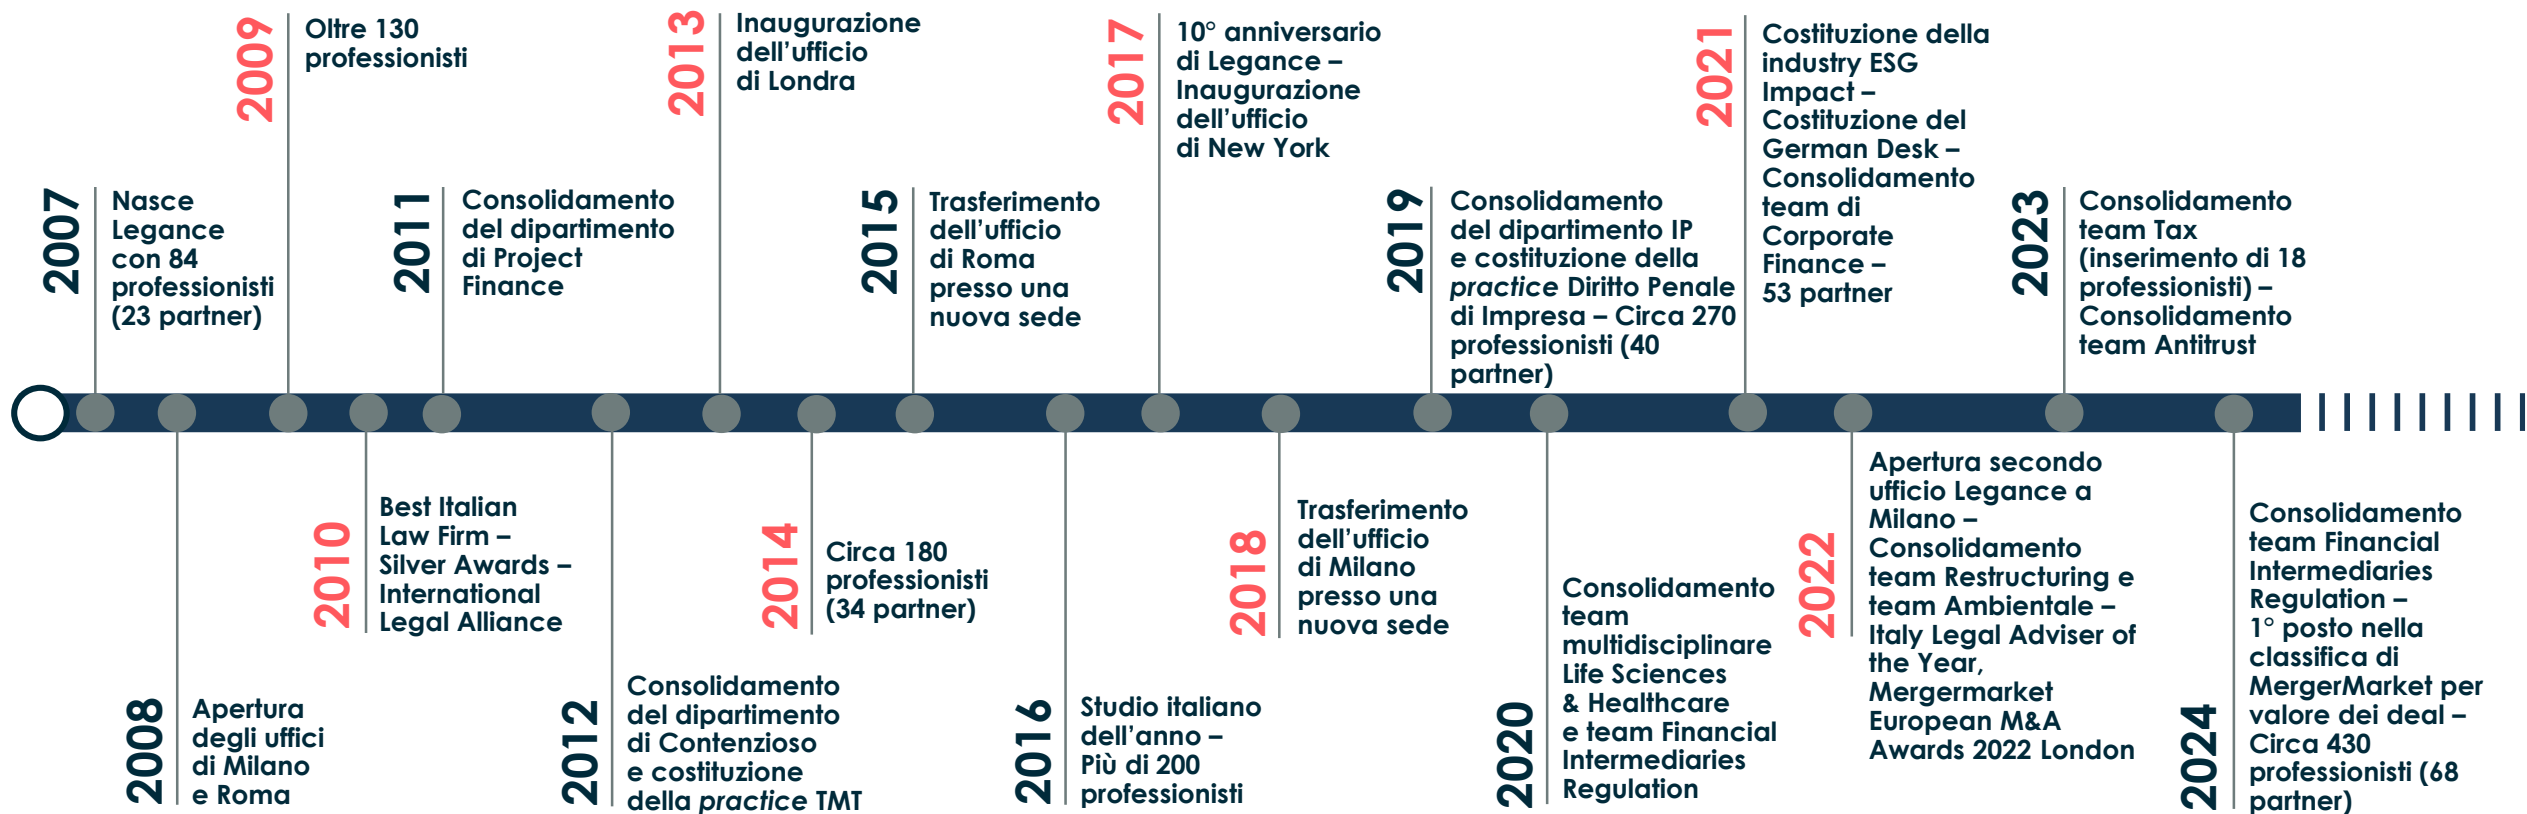 2007
Nasce
Legance
con 84
professionisti
(23 partner)
2008
Apertura
degli uffici
di Milano
e Roma
2009
Oltre 130
professionisti
2010
Best Italian
Law Firm –
Silver Awards –
International
Legal Alliance
2011
Consolidamento
del dipartimento
di Project
Finance
2012
Consolidamento
del dipartimento
di Contenzioso
e costituzione
della practice TMT
2013
Inaugurazione
dell’ufficio
di Londra
2014
Circa 180
professionisti
(34 partner)
2015
Trasferimento
dell’ufficio
di Roma
presso una
nuova sede
2016
Studio italiano
dell’anno –
Più di 200
professionisti
2017
10° anniversario
di Legance –
Inaugurazione
dell’ufficio
di New York
2018
Trasferimento
dell’ufficio
di Milano
presso una
nuova sede
2019
Consolidamento
del dipartimento IP
e costituzione della
practice Diritto Penale
di Impresa – Circa 270
professionisti (40
partner)
2020
Consolidamento
team
multidisciplinare
Life Sciences
& Healthcare
e team Financial
Intermediaries
Regulation
2021
Costituzione della
industry ESG
Impact –
Costituzione del
German Desk –
Consolidamento
team di
Corporate
Finance –
53 partner
2022
Apertura secondo
ufficio Legance a
Milano –
Consolidamento
team Restructuring e
team Ambientale –
Italy Legal Adviser of
the Year,
Mergermarket
European M&A
Awards 2022 London
2023
Consolidamento
team Tax
(inserimento di 18
professionisti) –
Consolidamento
team Antitrust
2024
Consolidamento
team Financial
Intermediaries
Regulation –
1° posto nella
classifica di
MergerMarket per
valore dei deal –
Circa 430
professionisti (68
partner)